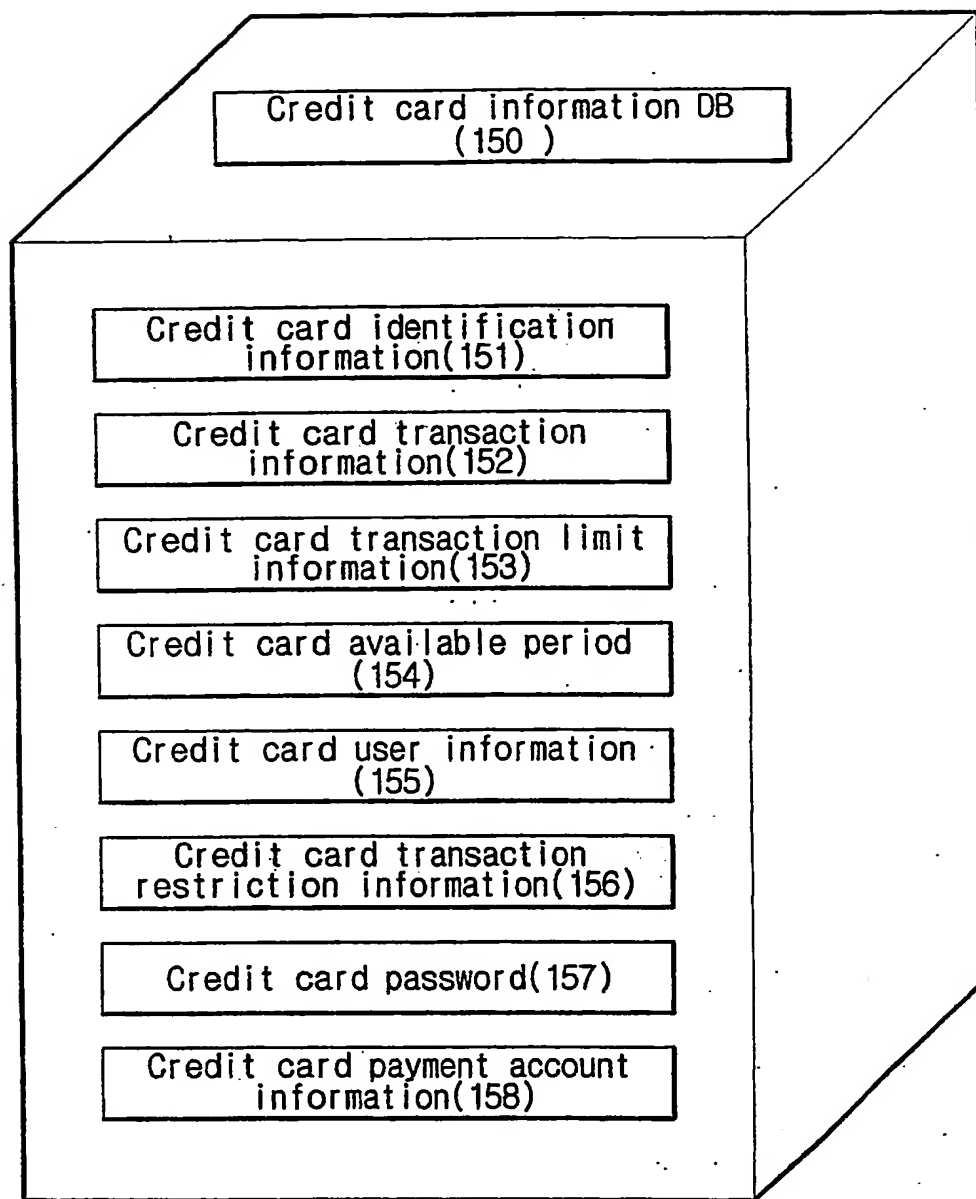 Credit card information DB
(150 )
Credit card identification
information(151)
Credit card transaction
information(152)
Credit card transaction limit
information(153)
Credit card available period
(154)
Credit card user information
(155)
Credit card transaction
restriction information(156)
Credit card password(157)
Credit card payment account
information(158)